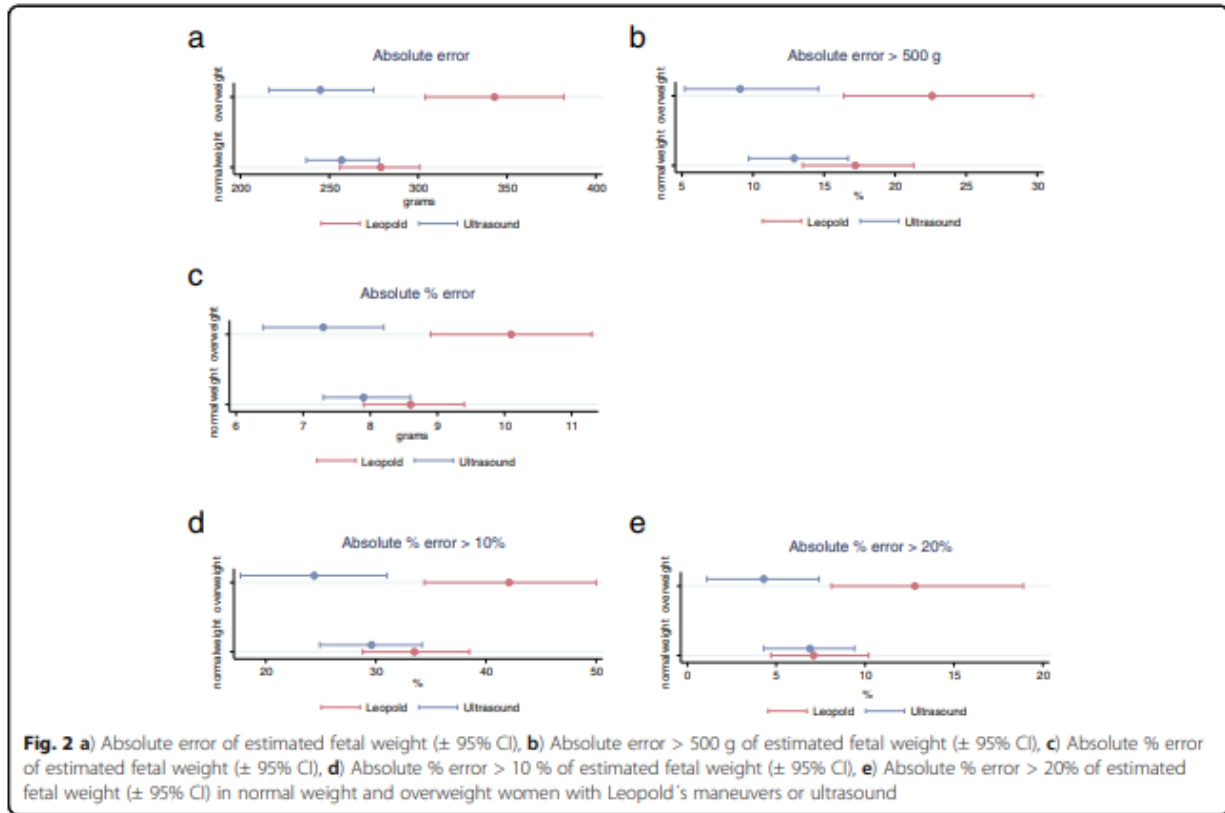 a
Absolute error
overweight
normalweight
200 250 300 350 400
grams
Leopold Ultrasound
b
Absolute error > 500 g
overweight
normalweight
5 10 15 20 25 30
%
Leopold Ultrasound
c
Absolute % error
overweight
normalweight
6 7 8 9 10 11
grams
Leopold Ultrasound
d
Absolute % error > 10%
overweight
normalweight
20 30 40 50
%
Leopold Ultrasound
e
Absolute % error > 20%
overweight
normalweight
0 5 10 15 20
%
Leopold Ultrasound
Fig. 2 a) Absolute error of estimated fetal weight (± 95% CI), b) Absolute error > 500 g of estimated fetal weight (± 95% CI), c) Absolute % error
of estimated fetal weight (± 95% CI), d) Absolute % error > 10 % of estimated fetal weight (± 95% CI), e) Absolute % error > 20% of estimated
fetal weight (± 95% CI) in normal weight and overweight women with Leopold´s maneuvers or ultrasound